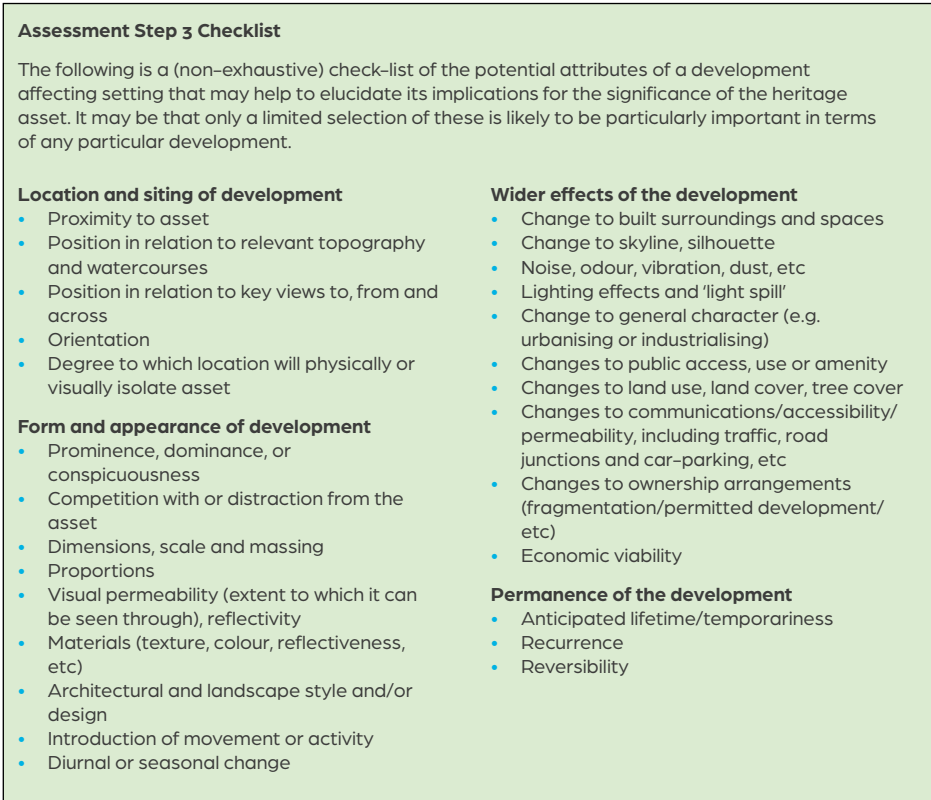 Assessment Step 3 Checklist
The following is a (non-exhaustive) check-list of the potential attributes of a development
affecting setting that may help to elucidate its implications for the significance of the heritage
asset. It may be that only a limited selection of these is likely to be particularly important in terms
of any particular development.
Location and siting of development
• Proximity to asset
• Position in relation to relevant topography
and watercourses
• Position in relation to key views to, from and
across
• Orientation
• Degree to which location will physically or
visually isolate asset
Form and appearance of development
• Prominence, dominance, or
conspicuousness
• Competition with or distraction from the
asset
• Dimensions, scale and massing
• Proportions
• Visual permeability (extent to which it can
be seen through), reflectivity
• Materials (texture, colour, reflectiveness,
etc)
• Architectural and landscape style and/or
design
• Introduction of movement or activity
• Diurnal or seasonal change
Wider effects of the development
• Change to built surroundings and spaces
• Change to skyline, silhouette
• Noise, odour, vibration, dust, etc
• Lighting effects and ‘light spill’
• Change to general character (e.g.
urbanising or industrialising)
• Changes to public access, use or amenity
• Changes to land use, land cover, tree cover
• Changes to communications/accessibility/
permeability, including traffic, road
junctions and car-parking, etc
• Changes to ownership arrangements
(fragmentation/permitted development/
etc)
• Economic viability
Permanence of the development
• Anticipated lifetime/temporariness
• Recurrence
• Reversibility